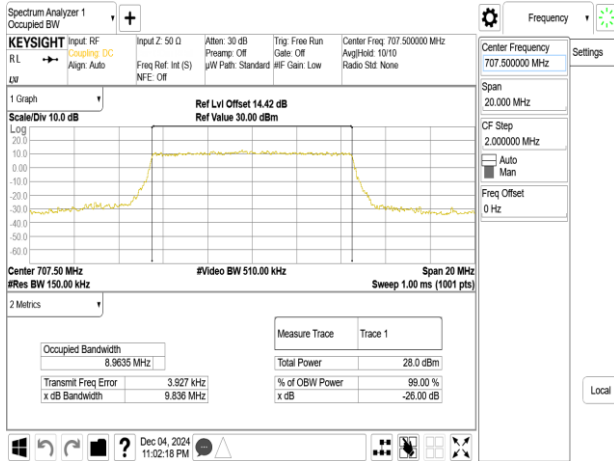 Spectrum Analyzer 1
Occupied BW
Frequency
KEYSIGHT
RL
LXI
Input: RF
Coupling: DC
Align: Auto
Input Z: 50 Ω
Freq Ref: Int (S)
NFE: Off
Atten: 30 dB
Preamp: Off
µW Path: Standard
Trig: Free Run
Gate: Off
#IF Gain: Low
Center Freq: 707.500000 MHz
Avg|Hold: 10/10
Radio Std: None
Center Frequency
707.500000 MHz
Settings
Span
20.000 MHz
CF Step
2.000000 MHz
Auto
Man
Freq Offset
0 Hz
Local
1 Graph
Scale/Div 10.0 dB
Ref Lvl Offset 14.42 dB
Ref Value 30.00 dBm
Log
20.0
10.0
0.00
-10.0
-20.0
-30.0
-40.0
-50.0
-60.0
Center 707.50 MHz
#Video BW 510.00 kHz
Span 20 MHz
#Res BW 150.00 kHz
Sweep 1.00 ms (1001 pts)
2 Metrics
Occupied Bandwidth
8.9635 MHz
Transmit Freq Error 3.927 kHz
x dB Bandwidth 9.836 MHz
Measure Trace Trace 1
Total Power 28.0 dBm
% of OBW Power 99.00 %
x dB -26.00 dB
Dec 04, 2024
11:02:18 PM